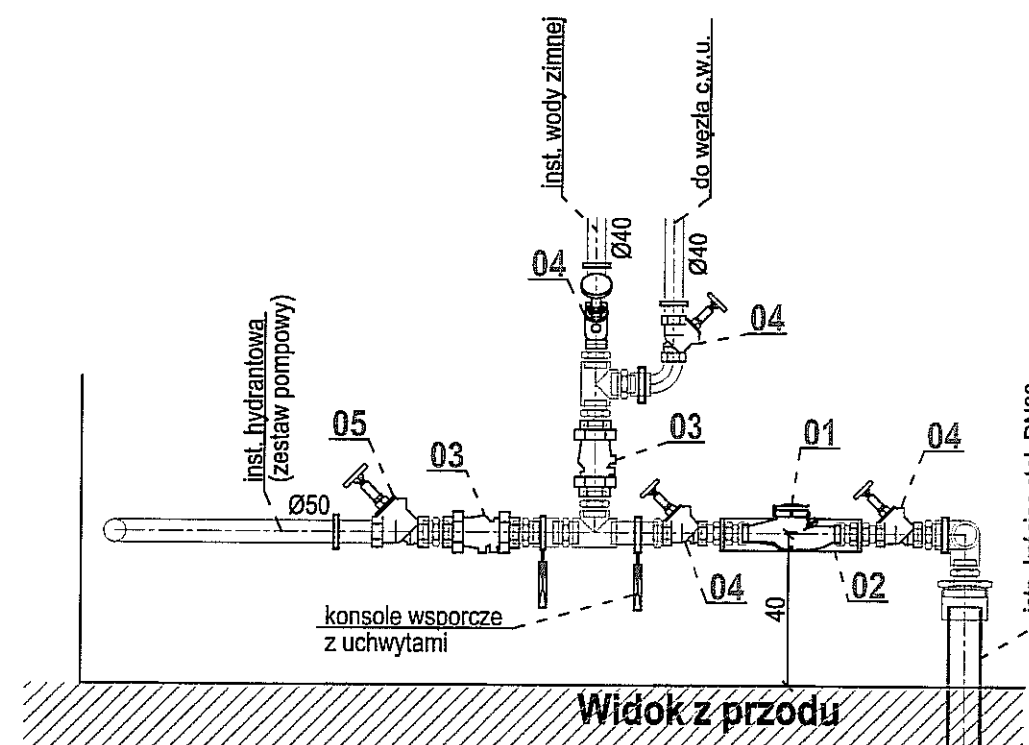 inst. wody zimnej
do węzła c.w.u.
Ø40
Ø40
04
04
inst. hydrantowa
(zestaw pompowy)
05
03
03
01
04
Ø50
04
02
40
konsole wsporcze
z uchwytami
Widok z przodu